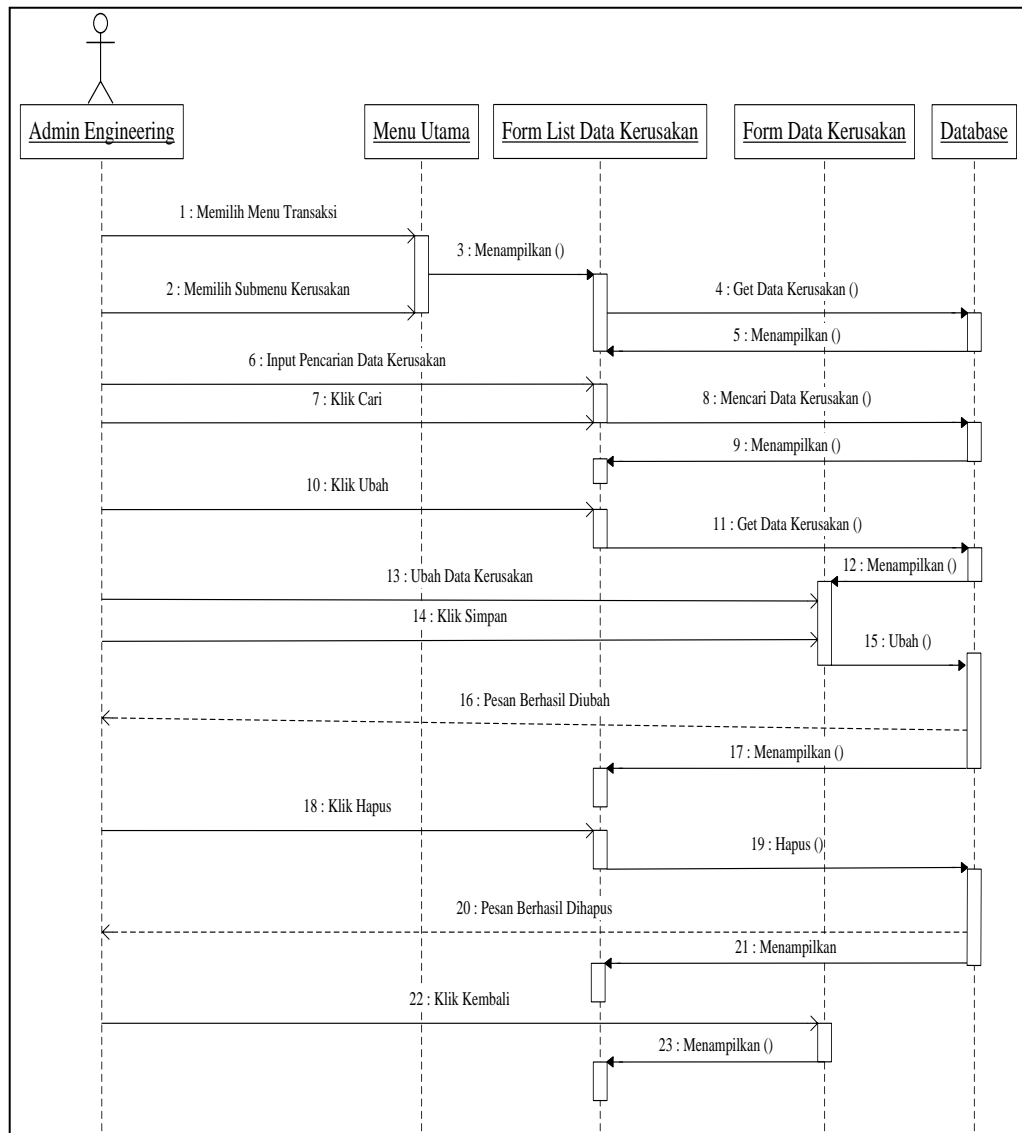 Admin Engineering
Menu Utama
Form List Data Kerusakan
Form Data Kerusakan
Database
1 : Memilih Menu Transaksi
3 : Menampilkan ()
2 : Memilih Submenu Kerusakan
4 : Get Data Kerusakan ()
5 : Menampilkan ()
6 : Input Pencarian Data Kerusakan
7 : Klik Cari
8 : Mencari Data Kerusakan ()
9 : Menampilkan ()
10 : Klik Ubah
11 : Get Data Kerusakan ()
12 : Menampilkan ()
13 : Ubah Data Kerusakan
14 : Klik Simpan
15 : Ubah ()
16 : Pesan Berhasil Diubah
17 : Menampilkan ()
18 : Klik Hapus
19 : Hapus ()
20 : Pesan Berhasil Dihapus
21 : Menampilkan
22 : Klik Kembali
23 : Menampilkan ()